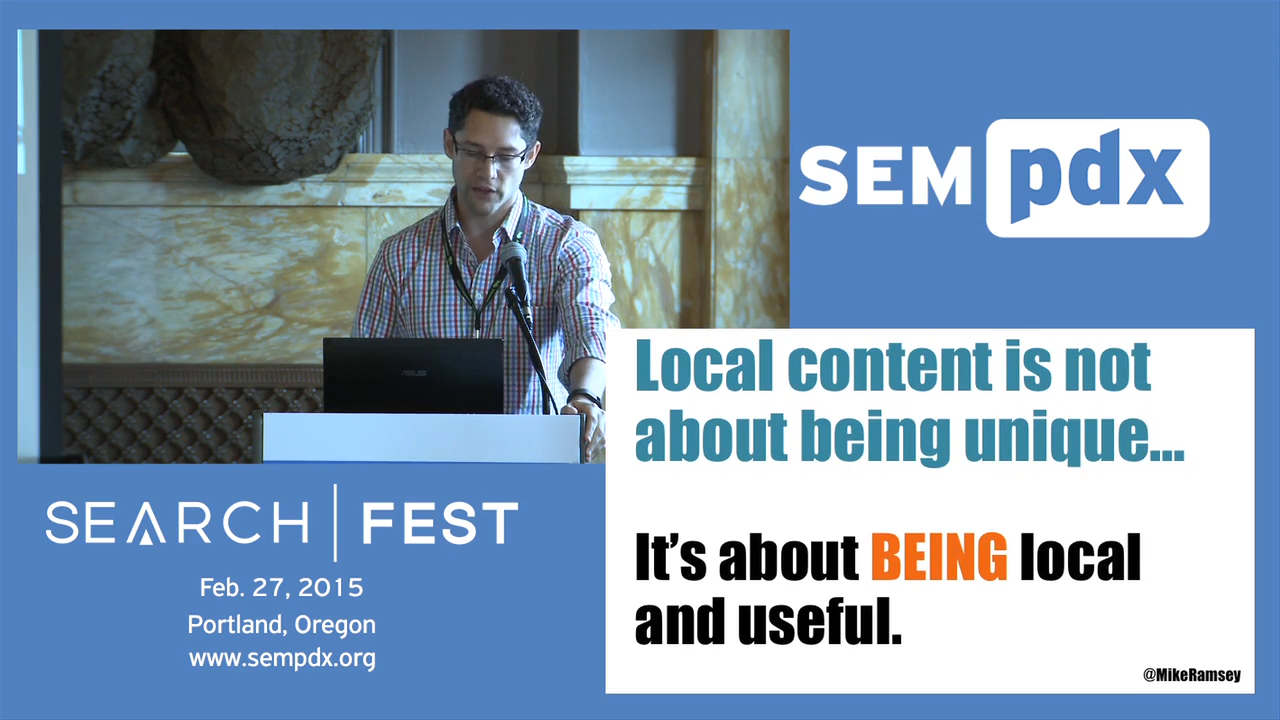 SEM pdx
ASUS
Local content is not
about being unique...
It's about BEING local
and useful.
@MikeRamsey
SEARCH | FEST
Feb. 27, 2015
Portland, Oregon
www.sempdx.org